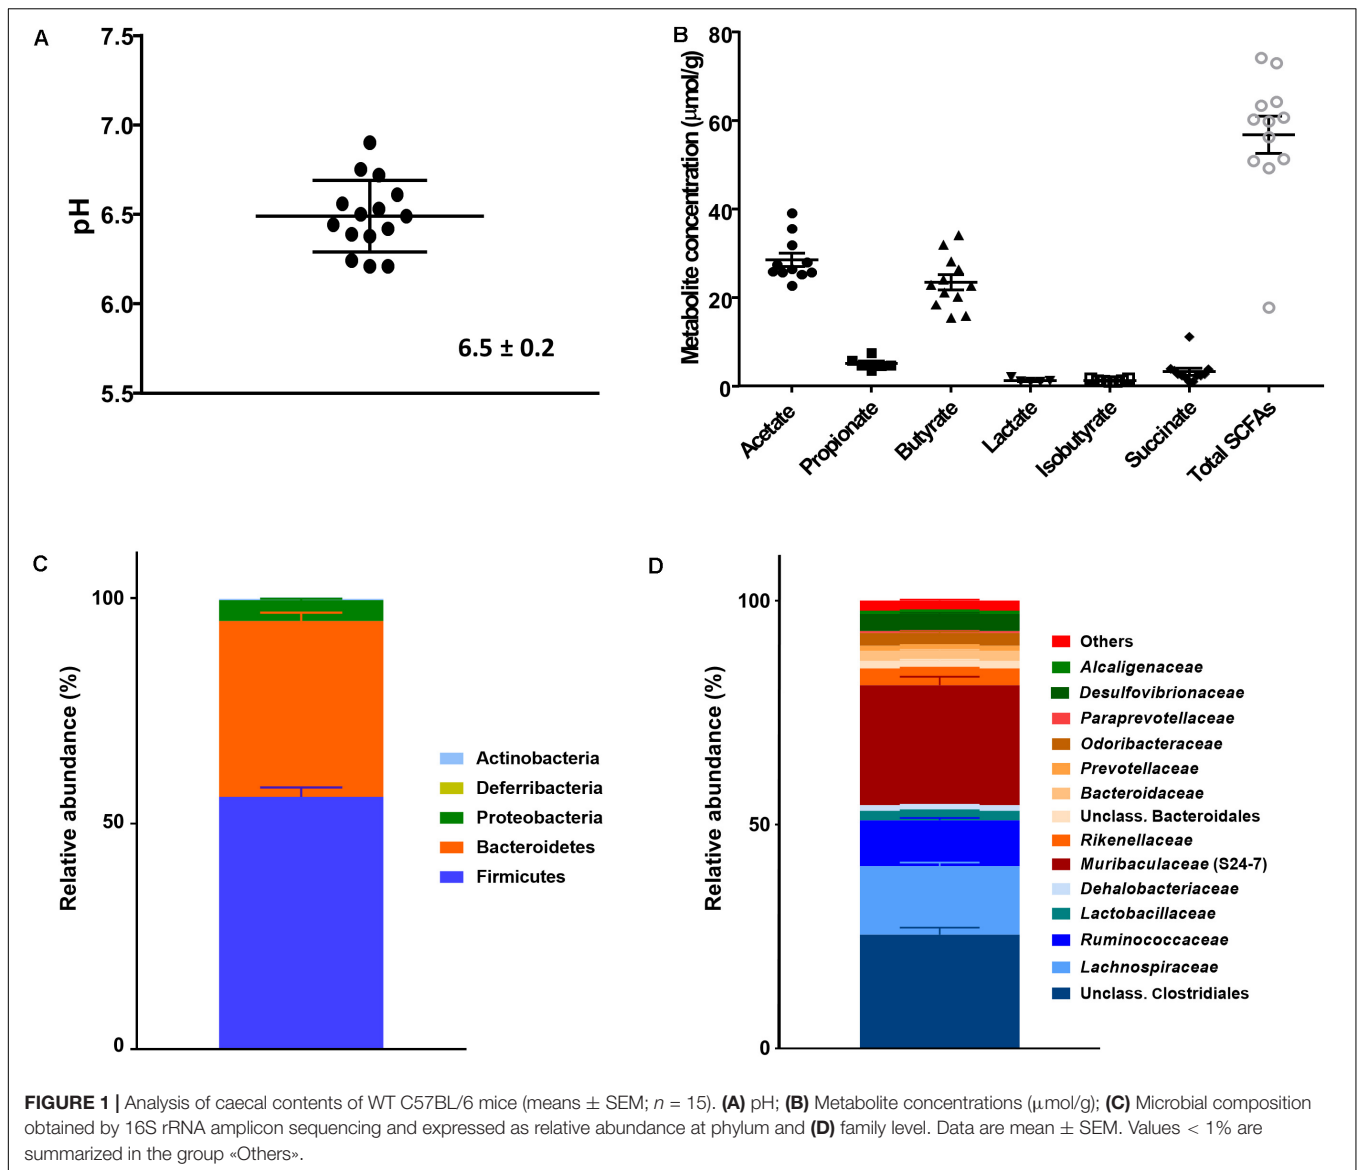 A
7.5
7.0
6.5
6.0
5.5
pH
6.5 ± 0.2
B
80
60
40
20
0
Metabolite concentration (μmol/g)
Acetate
Propionate
Butyrate
Lactate
Isobutyrate
Succinate
Total SCFAs
C
100
50
0
Relative abundance (%)
Actinobacteria
Deferribacteria
Proteobacteria
Bacteroidetes
Firmicutes
D
100
50
0
Relative abundance (%)
Others
Alcaligenaceae
Desulfovibrionaceae
Paraprevotellaceae
Odoribacteraceae
Prevotellaceae
Bacteroidaceae
Unclass. Bacteroidales
Rikenellaceae
Muribaculaceae (S24-7)
Dehalobacteriaceae
Lactobacillaceae
Ruminococcaceae
Lachnospiraceae
Unclass. Clostridiales
FIGURE 1 | Analysis of caecal contents of WT C57BL/6 mice (means ± SEM; n = 15). (A) pH; (B) Metabolite concentrations (μmol/g); (C) Microbial composition
obtained by 16S rRNA amplicon sequencing and expressed as relative abundance at phylum and (D) family level. Data are mean ± SEM. Values < 1% are
summarized in the group «Others».